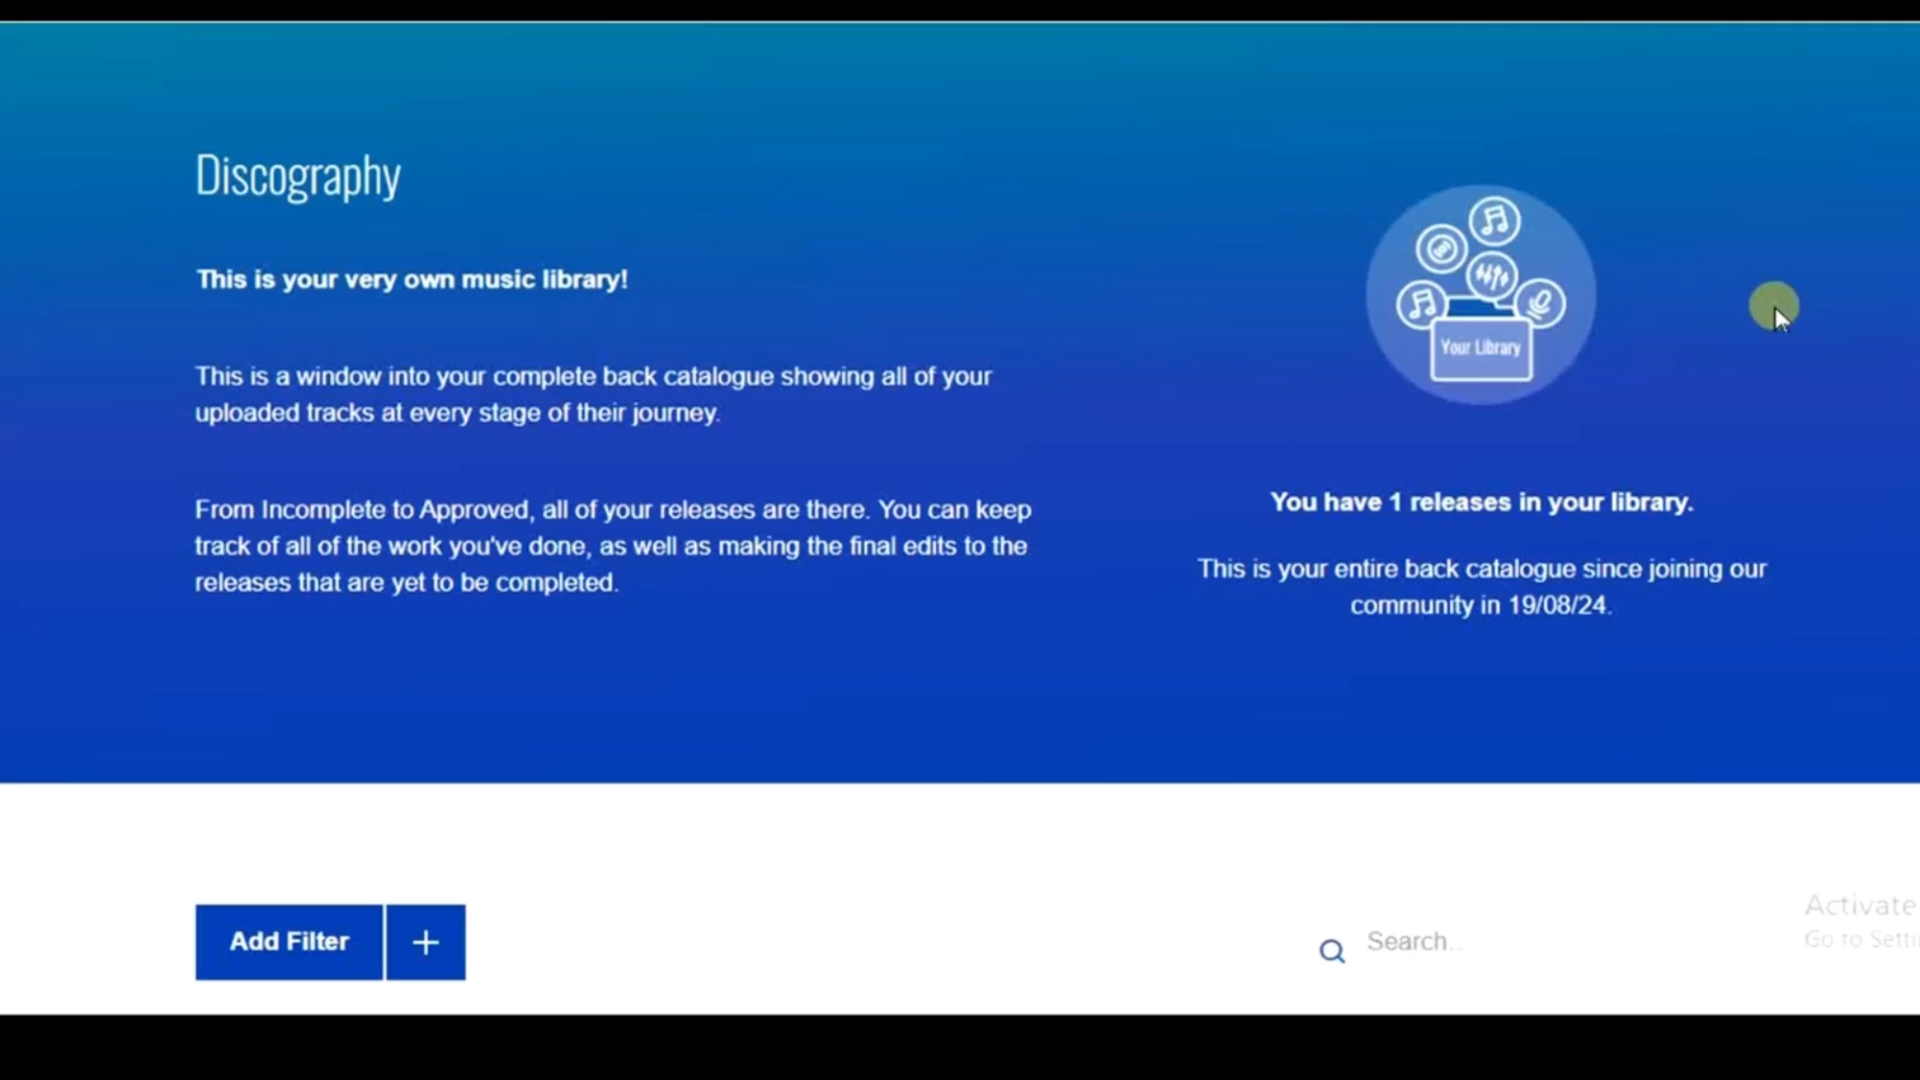 Discography
This is your very own music library!
This is a window into your complete back catalogue showing all of your
uploaded tracks at every stage of their journey.
From Incomplete to Approved, all of your releases are there. You can keep
track of all of the work you've done, as well as making the final edits to the
releases that are yet to be completed.
Your Library
You have 1 releases in your library.
This is your entire back catalogue since joining our
community in 19/08/24.
Add Filter +
Search..
Activate
Go to Setti